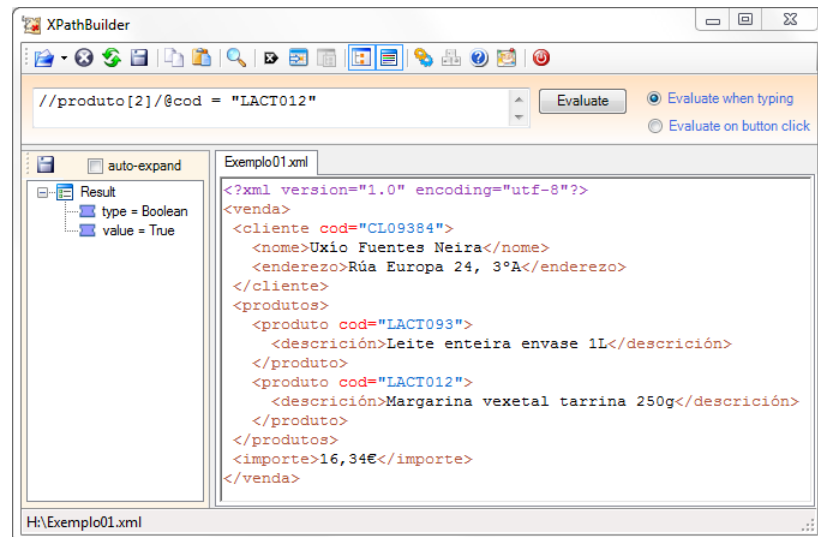 XPathBuilder
//produto[2]/@cod = "LACT012"
Evaluate
Evaluate when typing
Evaluate on button click
auto-expand
Result
type = Boolean
value = True
Exemplo01.xml
<?xml version="1.0" encoding="utf-8"?>
<venda>
<cliente cod="CL09384">
<nome>Uxío Fuentes Neira</nome>
<enderezo>Rúa Europa 24, 3ºA</enderezo>
</cliente>
<produtos>
<produto cod="LACT093">
<descrición>Leite enteira envase 1L</descrición>
</produto>
<produto cod="LACT012">
<descrición>Margarina vexetal tarrina 250g</descrición>
</produto>
</produtos>
<importe>16,34€</importe>
</venda>
H:\Exemplo01.xml